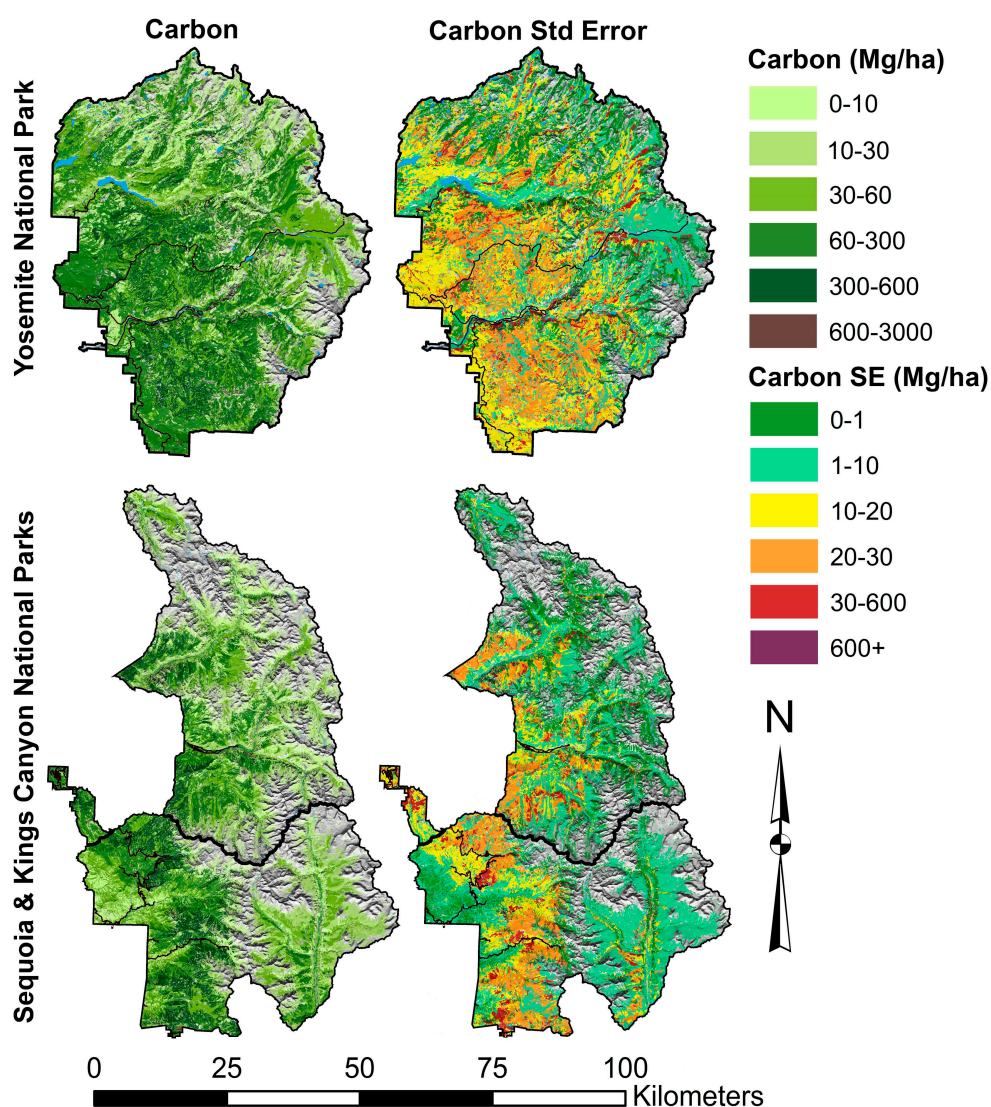 Carbon
Carbon Std Error
Yosemite National Park
Sequoia & Kings Canyon National Parks
Carbon (Mg/ha)
0-10
10-30
30-60
60-300
300-600
600-3000
Carbon SE (Mg/ha)
0-1
1-10
10-20
20-30
30-600
600+
N
0 25 50 75 100
Kilometers